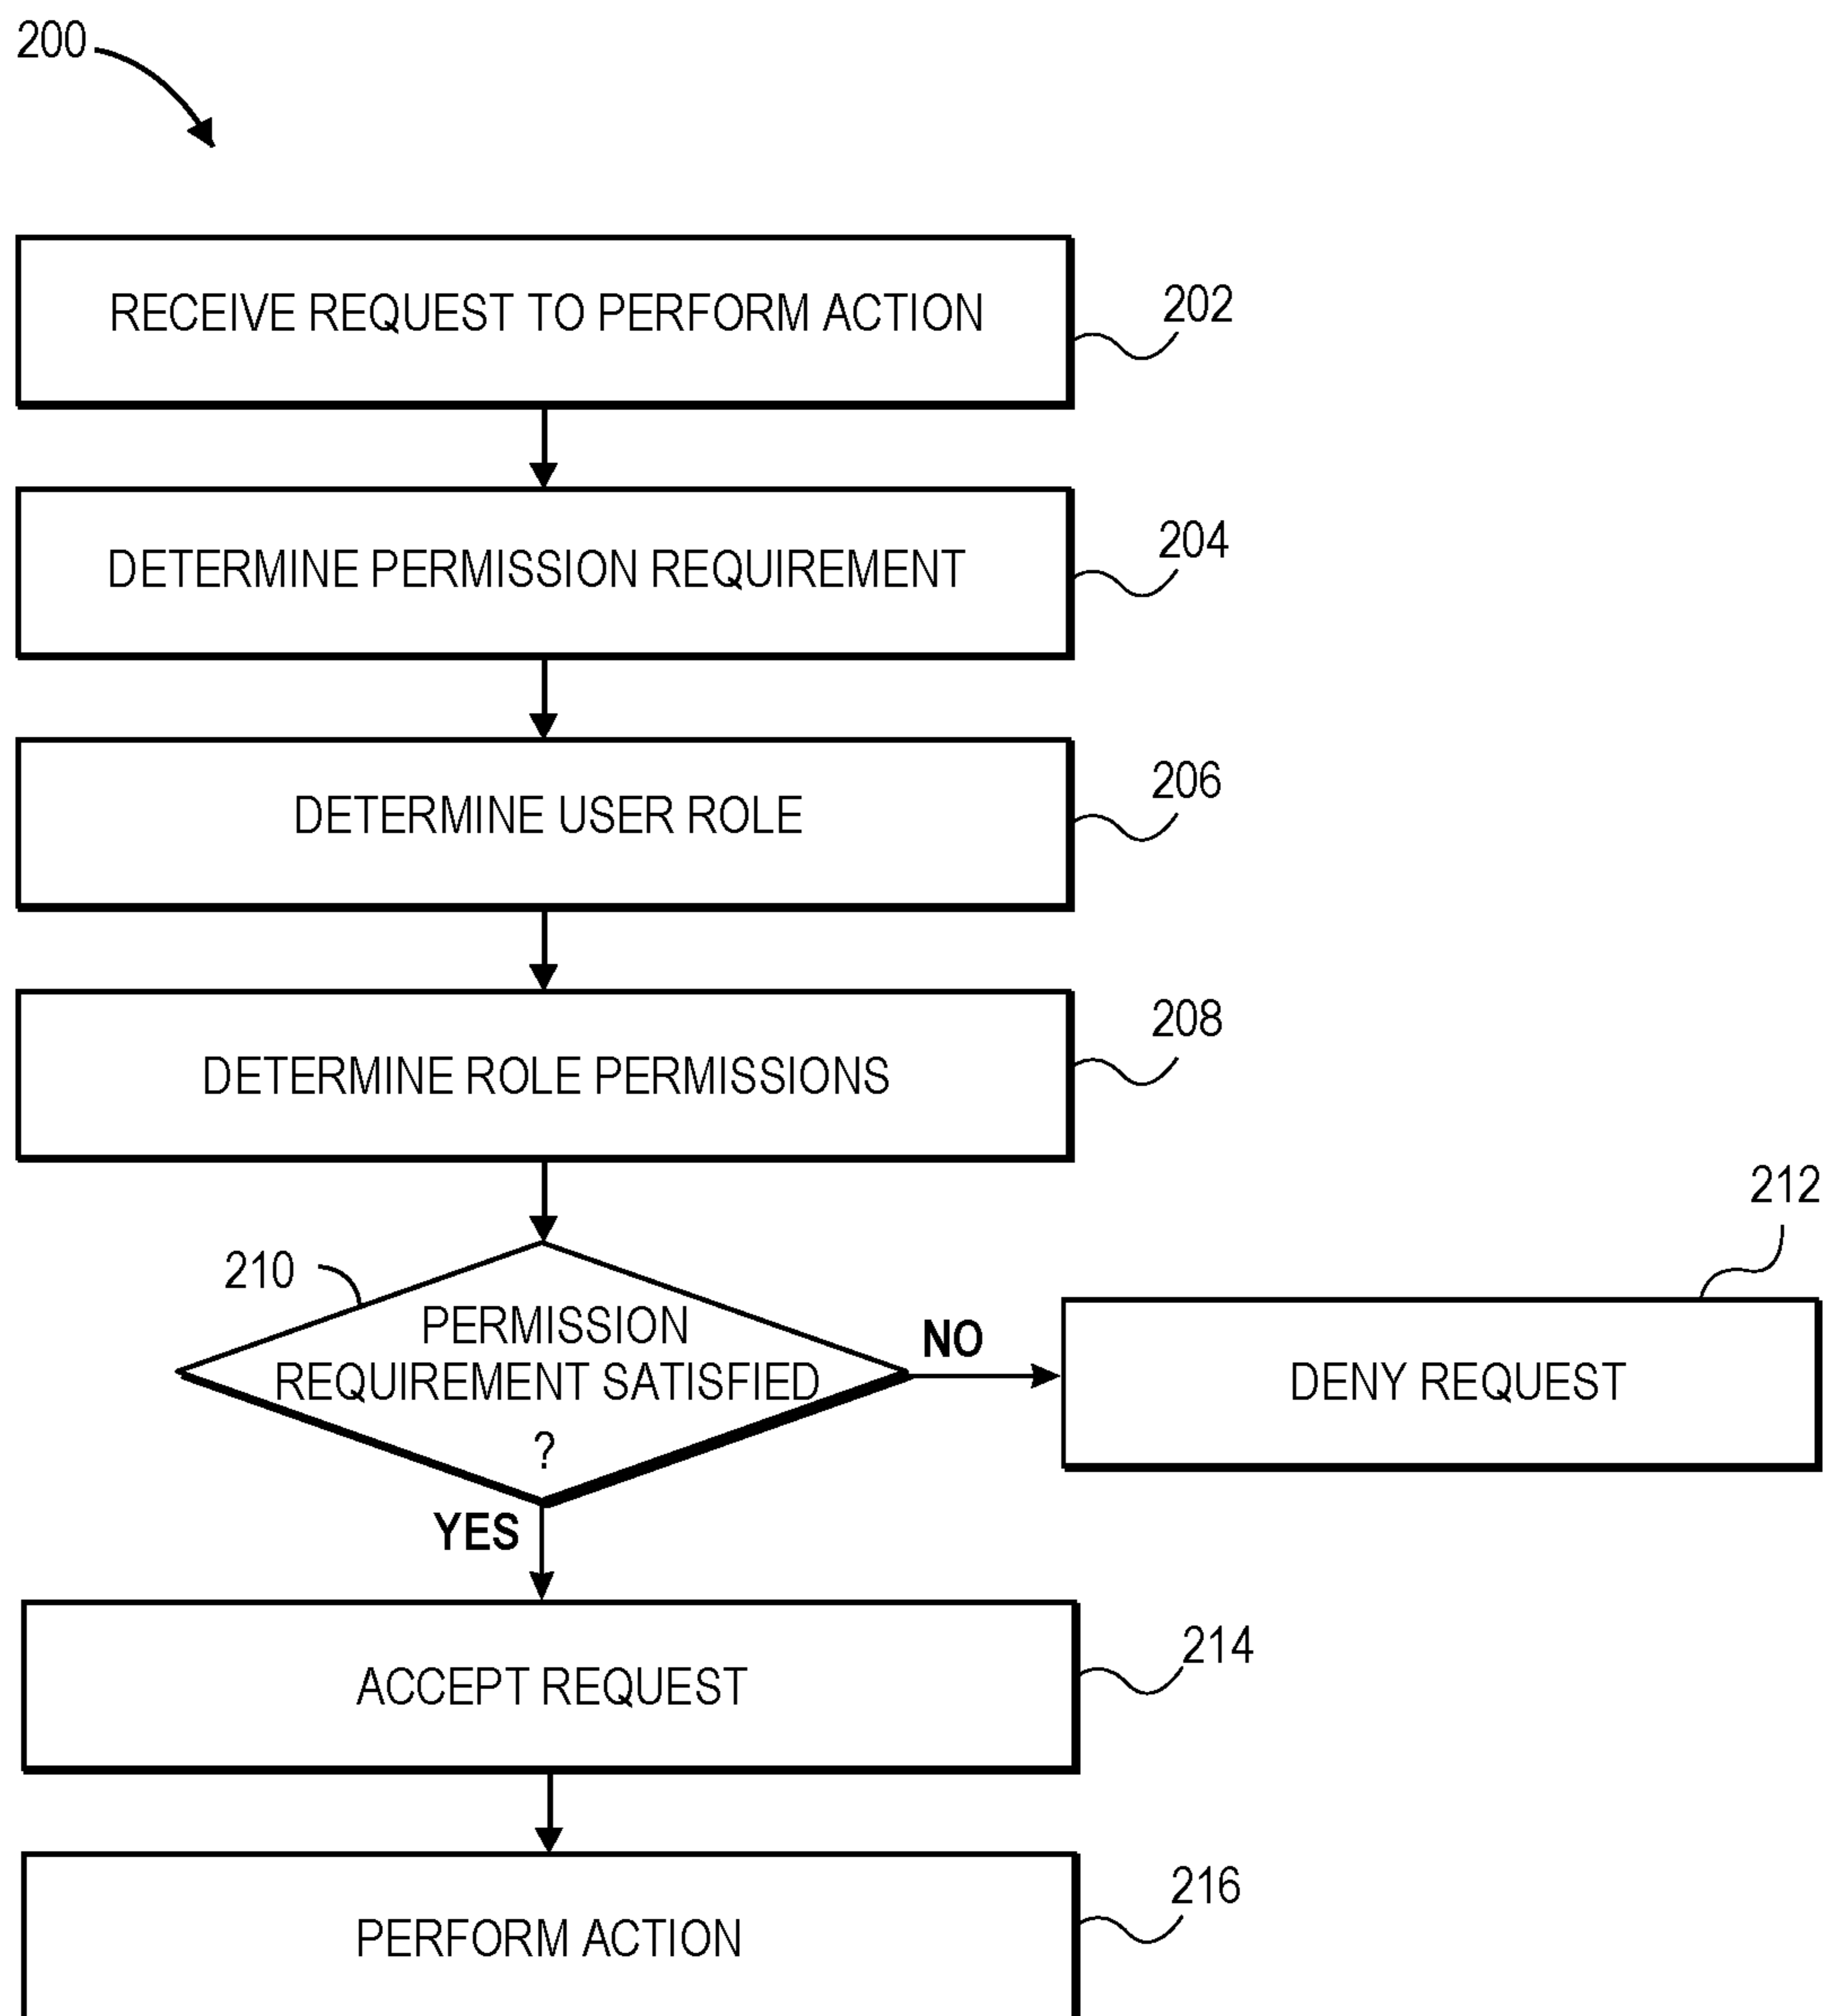 200
RECEIVE REQUEST TO PERFORM ACTION
202
DETERMINE PERMISSION REQUIREMENT
204
DETERMINE USER ROLE
206
DETERMINE ROLE PERMISSIONS
208
210
PERMISSION
REQUIREMENT SATISFIED
?
NO
212
DENY REQUEST
YES
ACCEPT REQUEST
214
PERFORM ACTION
216